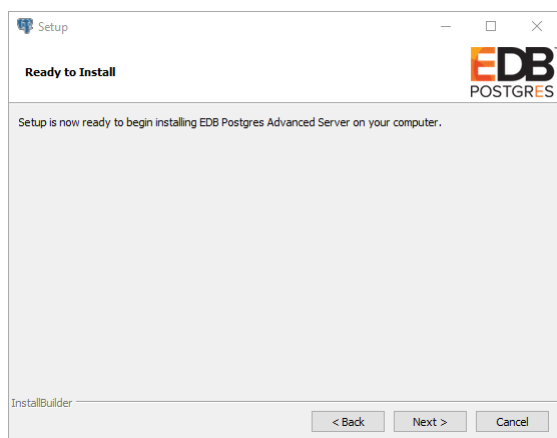 Setup
Ready to Install
EDB
POSTGRES
Setup is now ready to begin installing EDB Postgres Advanced Server on your computer.
InstallBuilder
< Back
Next >
Cancel